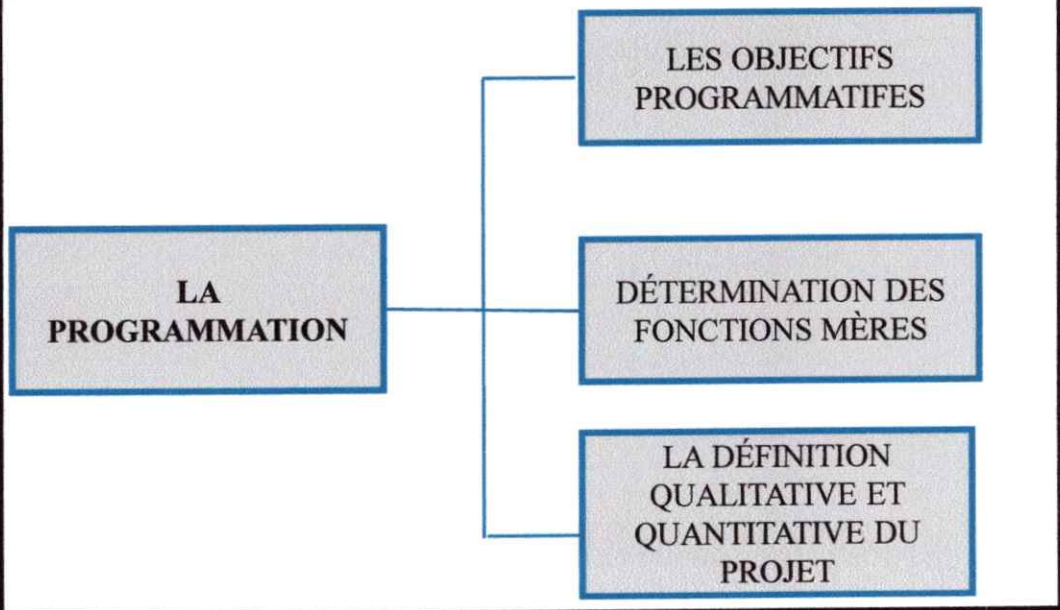 LA
PROGRAMMATION
LES OBJECTIFS
PROGRAMMATIFES
DÉTERMINATION DES
FONCTIONS MÈRES
LA DÉFINITION
QUALITATIVE ET
QUANTITATIVE DU
PROJET